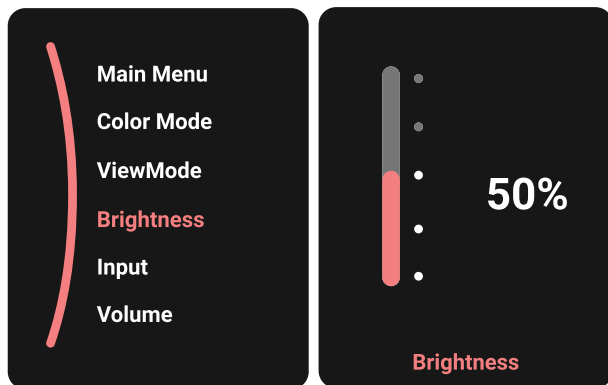 Main Menu
Color Mode
ViewMode
Brightness
Input
Volume
50%
Brightness